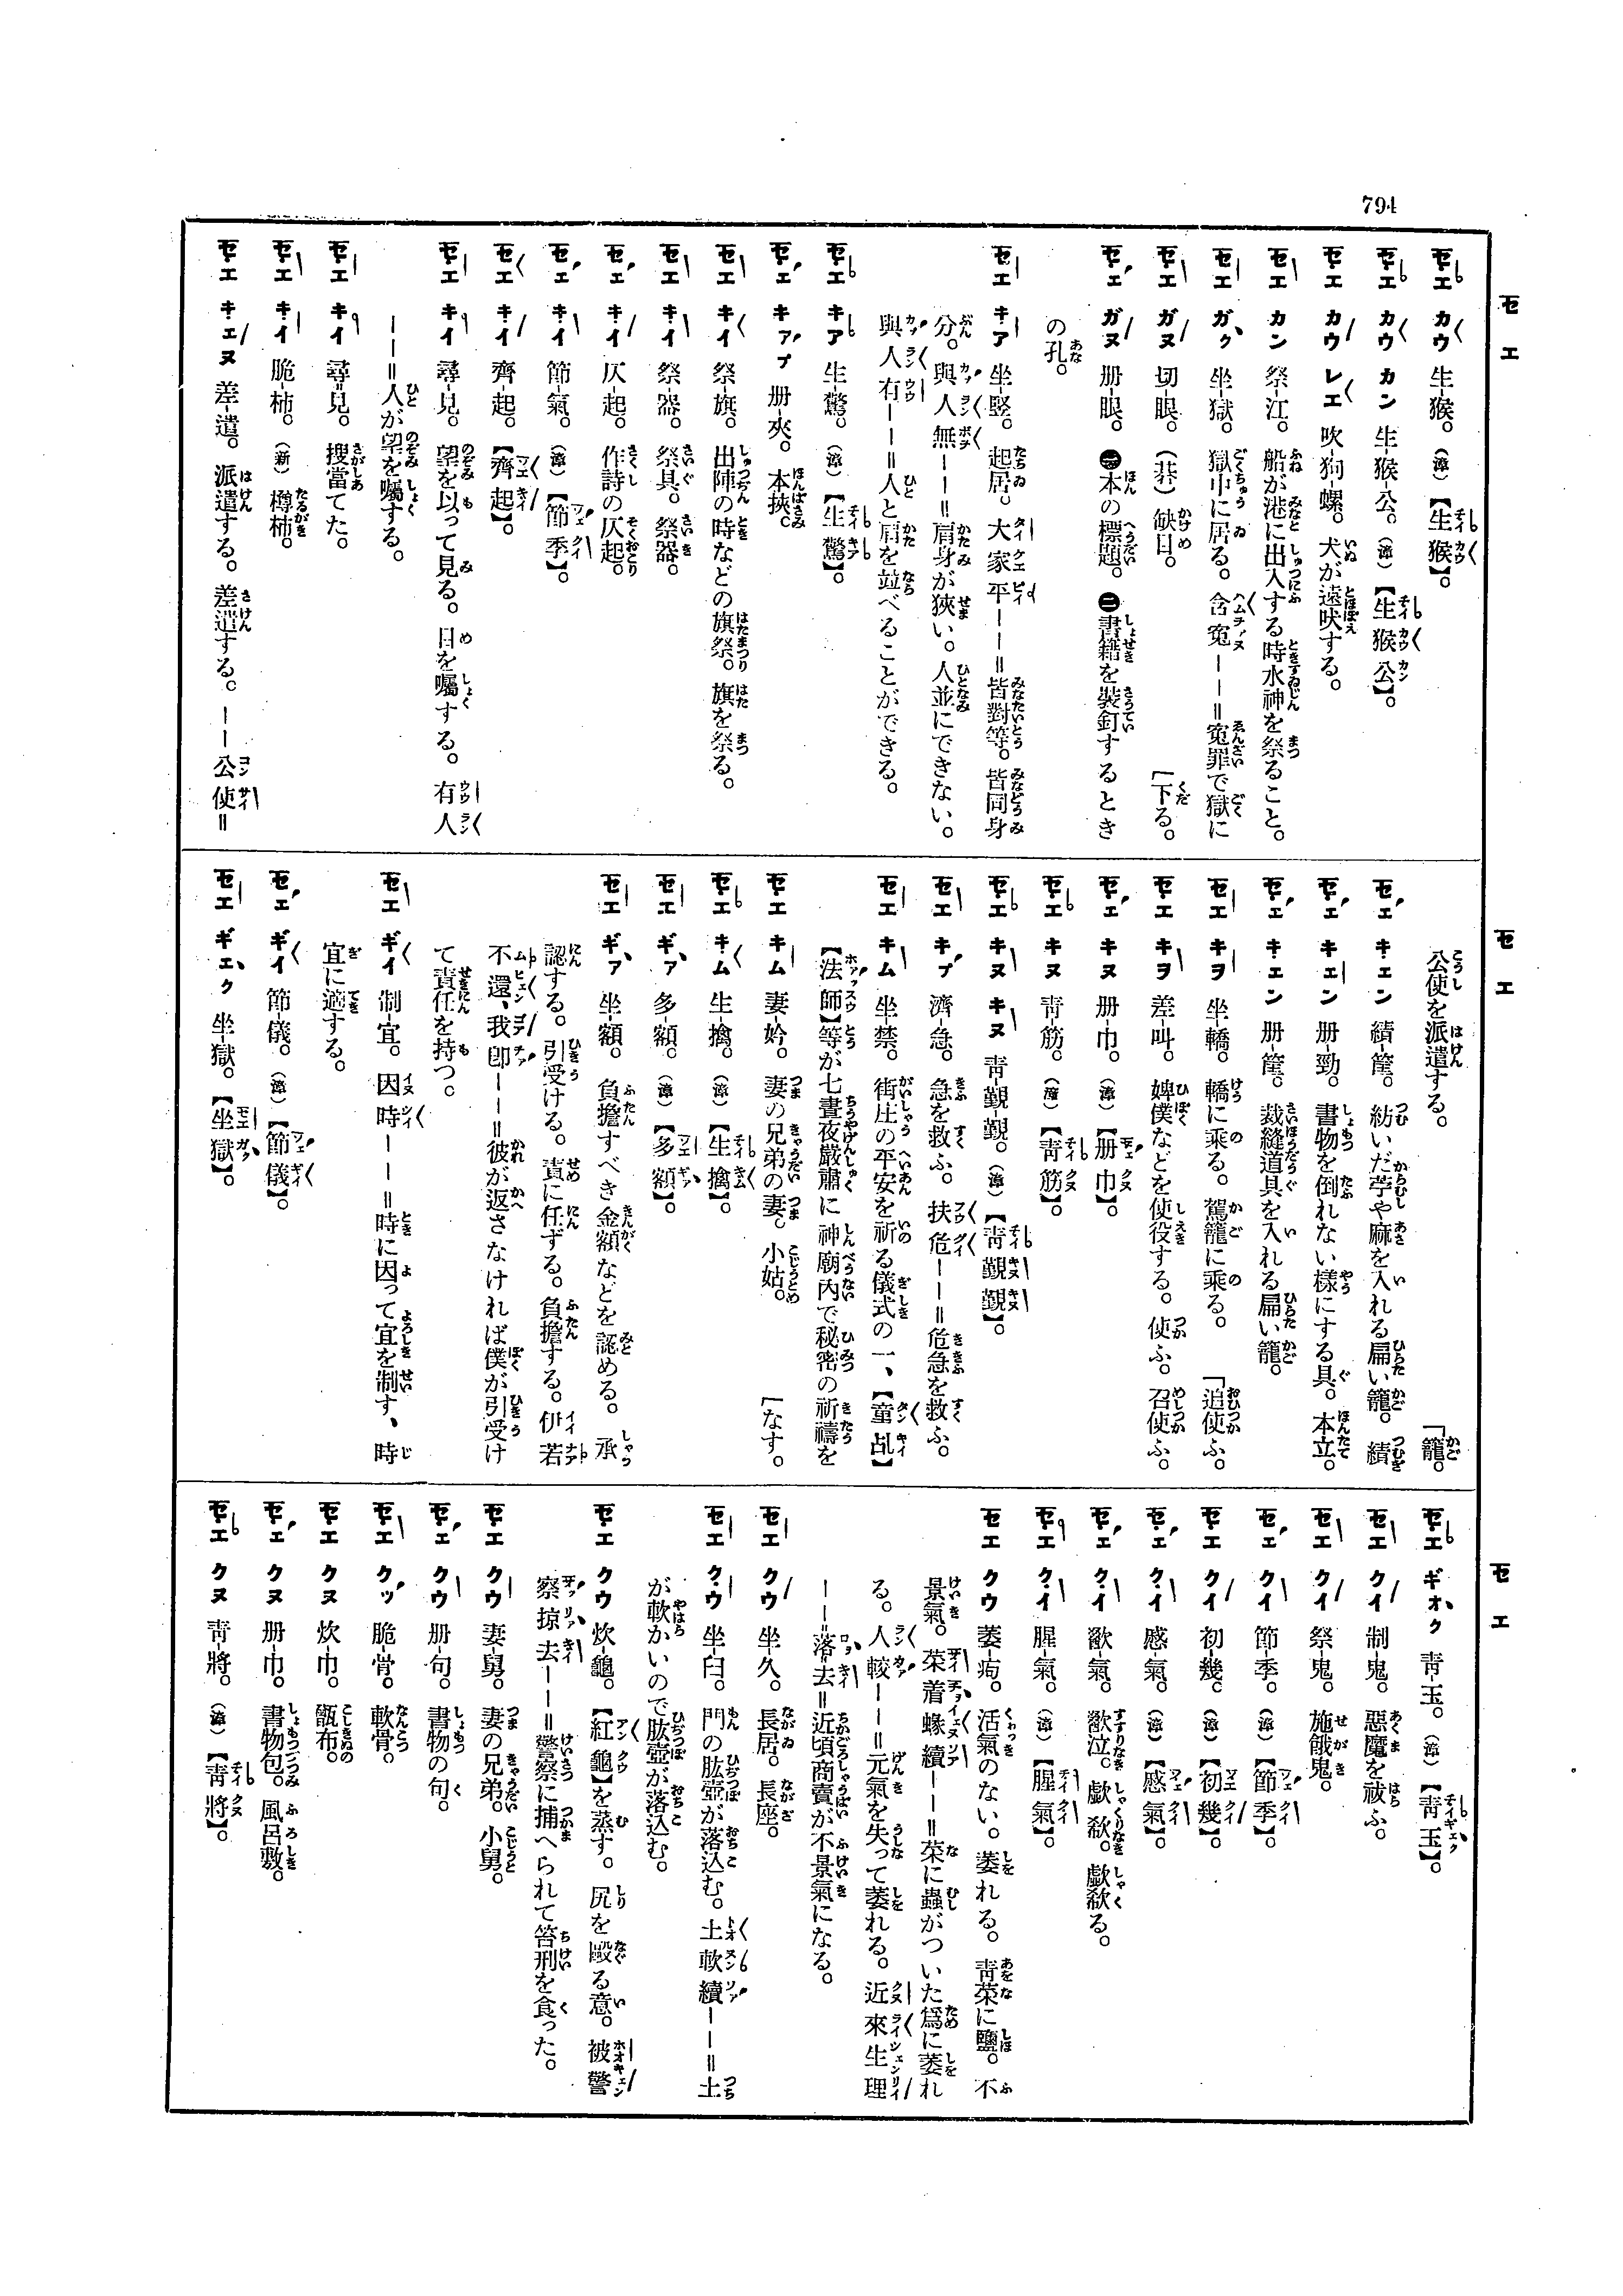 794
セエ
セエ カウ 生-猴。(漳)【生猴】。
セエ カウ カン 生-猴公。(漳)【生猴公】。
セエ カウ レエ 吹-狗-螺。犬が遠吠する。
セエ カン 祭-江。船が港に出入する時水神を祭ること。
セエ ガク 坐-獄。獄中に居る。含寃――=寃罪で獄に
[下る。
セエ ガヌ 切-眼。缺目。
セエ ガヌ 册-眼。㊀本の標題。㊁書籍を裝釘するとき
の孔。
セエ キア 坐-竪。起居。大家平――=皆對等。皆同身
分。與人無――=肩身が狹い。人並にできない。
與人有――=人と肩を竝べることができる。
セエ キア 生-驚。(漳)【生驚】。
セエ キアプ 册-夾。本挾。
セエ キイ 祭-旗。出陣の時などの旗祭。旗を祭る。
セエ キイ 祭-器。祭具。祭器。
セエ キイ 仄-起。作詩の仄起。
セエ キイ 節-氣。(漳)【節季】。
セエ キイ 齊-起。【齊起】。
セエ キイ 尋-見。望を以って見る。目を囑する。有人
――=人が望を囑する。
セエ キイ 尋=見。搜當てた。
セエ キイ 脆-柿。(新)樽柿。
セエ キエヌ 差-遣。派遣する。差遣する。――公使=
セエ
公使を派遣する。
[籠。
セエ キエン 績-篋。紡いだ苧や麻を入れる扁い籠。績
セエ キエン 册-勁。書物を倒れない樣にする具。本立。
セエ キエン 册-篋。裁縫道具を入れる扁い籠。
セエ キヲ 坐-轎。轎に乘る。駕籠に乘る。
[追使ふ。
セエ キヲ 差-叫。婢僕などを使役する。使ふ。召使ふ。
セエ キヌ 册-巾。(漳)【册巾】。
セエ キヌ 靑-筋。(漳)【靑筋】。
セエ キヌ キヌ 靑-覲-覲。(漳)【靑覲覲】。
セエ キプ 濟-急。急を救ふ。扶危――=危急を救ふ。
セエ キム 坐-禁。街庄の平安を祈る儀式の一、【童乩】
【法師】等が七晝夜嚴肅に神廟內で秘密の祈禱を
[なす。
セエ キム 妻-妗。妻の兄弟の妻。小姑。
セエ キム 生-擒。(漳)【生擒】。
セエ ギア 多-額。(漳)【多額】。
セエ ギア 坐-額。負擔すべき金額などを認める。承
認する。引受ける。責に任ずる。負擔する。伊若
不還、我卽――=彼が返さなければ僕が引受け
て責任を持つ。
セエ ギイ 制-宜。因時――=時に因って宜を制す、時
宜に適する。
セエ ギイ 節-儀。(漳)【節儀】。
セエ ギエク 坐-獄。【坐獄】。
セエ
セエ ギオク 靑-玉。(漳)【靑玉】。
セエ クイ 制-鬼。惡魔を祓ふ。
セエ クイ 祭-鬼。施餓鬼。
セエ クイ 節-季。(漳)【節季】。
セエ クイ 初-幾。(漳)【初幾】。
セエ クイ 感-氣。(漳)【感氣】。
セエ クイ 歠-氣。歠泣。歔欷。歔欷る。
セエ クイ 腥-氣。(漳)【腥氣】。
セエ クウ 萎-痀。活氣のない。萎れる。靑菜に鹽。不
景氣。菜着蝝續――=菜に蟲がついた爲に萎れ
る。人較――=元氣を失って萎れる。近來生理
――落去=近頃商賣が不景氣になる。
セエ クウ 坐-久。長居。長座。
セエ クウ 坐-臼。門の肱壺が落込む。土軟續――=土
が軟かいので肱壺が落込む。
セエ クウ 炊-龜。【紅龜】を蒸す。尻を毆る意。被警
察掠去――=警察に捕へられて笞刑を食った。
セエ クウ 妻-舅。妻の兄弟。小舅。
セエ クウ 册-句。書物の句。
セエ クッ 脆-骨。軟骨。
セエ クヌ 炊-巾。甑布。
セエ クヌ 册-巾。書物包。風呂敷。
セエ クヌ 靑-將。(漳)【靑將】。